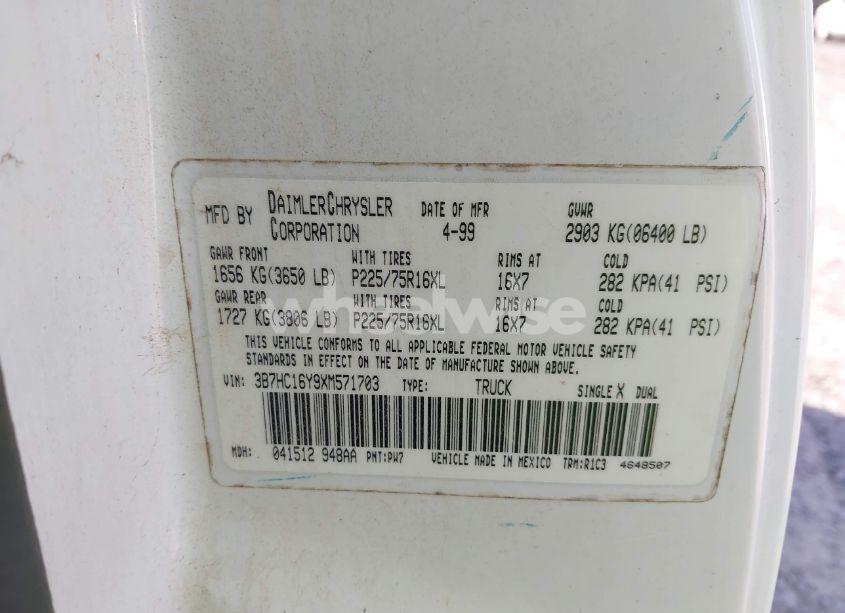 MFD BY DAIMLERCHRYSLER CORPORATION DATE OF MFR 4-99 GVWR 2903 KG(06400 LB)
GAWR FRONT WITH TIRES RIMS AT COLD
1656 KG(3650 LB) P225/75R16XL 16X7 282 KPA(41 PSI)
GAWR REAR WITH TIRES RIMS AT COLD
1727 KG(3806 LB) P225/75R16XL 16X7 282 KPA(41 PSI)
wheelwise
THIS VEHICLE CONFORMS TO ALL APPLICABLE FEDERAL MOTOR VEHICLE SAFETY
STANDARDS IN EFFECT ON THE DATE OF MANUFACTURE SHOWN ABOVE.
VIN: 3B7HC16Y9XM571703 TYPE: TRUCK SINGLE X DUAL
MDH: 041512 948AA PNT:PW7 VEHICLE MADE IN MEXICO TRM:R1C3 4648507